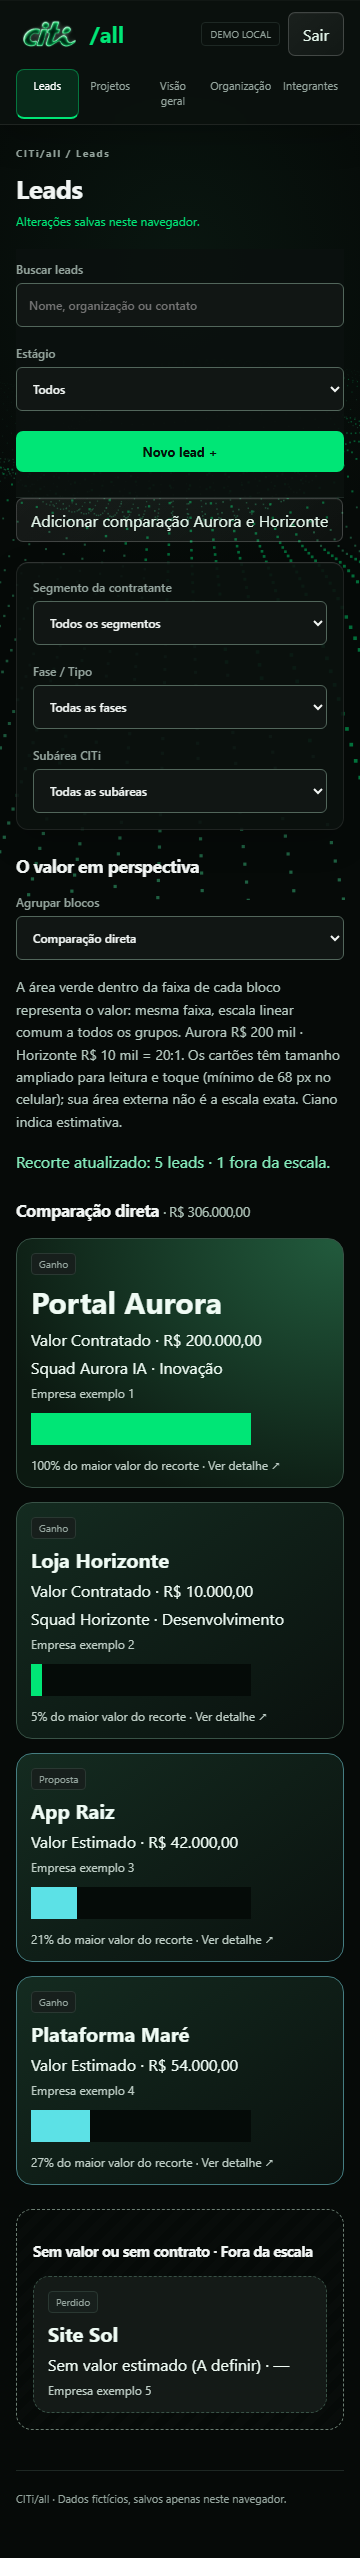 citi /all
DEMO LOCAL
Sair
Leads
Projetos
Visão
geral
Organização
Integrantes
CITi/all / Leads
Leads
Alterações salvas neste navegador.
Buscar leads
Nome, organização ou contato
Estágio
Todos
Novo lead +
Adicionar comparação Aurora e Horizonte
Segmento da contratante
Todos os segmentos
Fase / Tipo
Todas as fases
Subárea CITi
Todas as subáreas
O valor em perspectiva
Agrupar blocos
Comparação direta
A área verde dentro da faixa de cada bloco
representa o valor: mesma faixa, escala linear
comum a todos os grupos. Aurora R$ 200 mil ·
Horizonte R$ 10 mil = 20:1. Os cartões têm tamanho
ampliado para leitura e toque (mínimo de 68 px no
celular); sua área externa não é a escala exata. Ciano
indica estimativa.
Recorte atualizado: 5 leads · 1 fora da escala.
Comparação direta · R$ 306.000,00
Ganho
Portal Aurora
Valor Contratado · R$ 200.000,00
Squad Aurora IA · Inovação
Empresa exemplo 1
100% do maior valor do recorte · Ver detalhe ↗
Ganho
Loja Horizonte
Valor Contratado · R$ 10.000,00
Squad Horizonte · Desenvolvimento
Empresa exemplo 2
5% do maior valor do recorte · Ver detalhe ↗
Proposta
App Raiz
Valor Estimado · R$ 42.000,00
Empresa exemplo 3
21% do maior valor do recorte · Ver detalhe ↗
Ganho
Plataforma Maré
Valor Estimado · R$ 54.000,00
Empresa exemplo 4
27% do maior valor do recorte · Ver detalhe ↗
Sem valor ou sem contrato · Fora da escala
Perdido
Site Sol
Sem valor estimado (A definir) · —
Empresa exemplo 5
CITi/all · Dados fictícios, salvos apenas neste navegador.